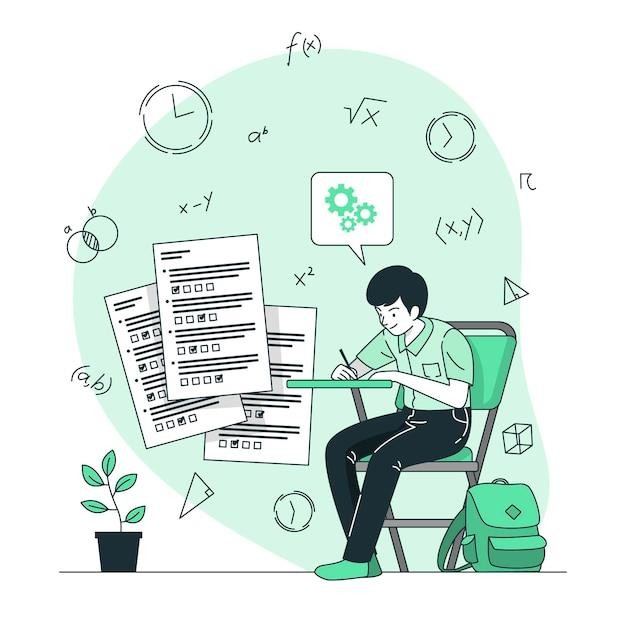 f(x)
√x
aᵇ
x-y
⟨x,y⟩
a b
x²
(a,b)